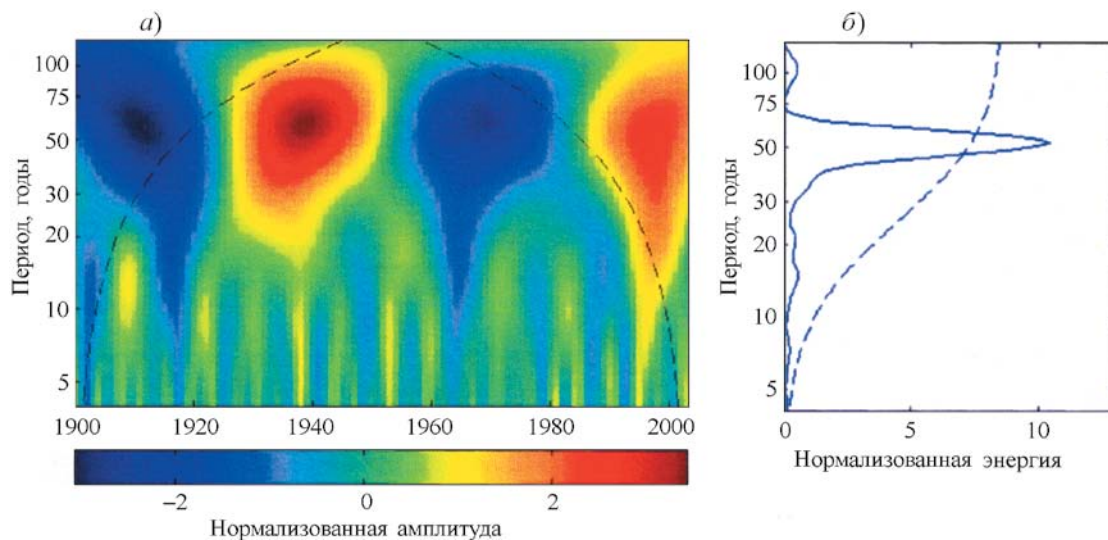 а)
Период, годы
100
75
50
30
20
10
5
1900 1920 1940 1960 1980 2000
−2 0 2
Нормализованная амплитуда
б)
Период, годы
100
75
50
30
20
10
5
0 5 10
Нормализованная энергия